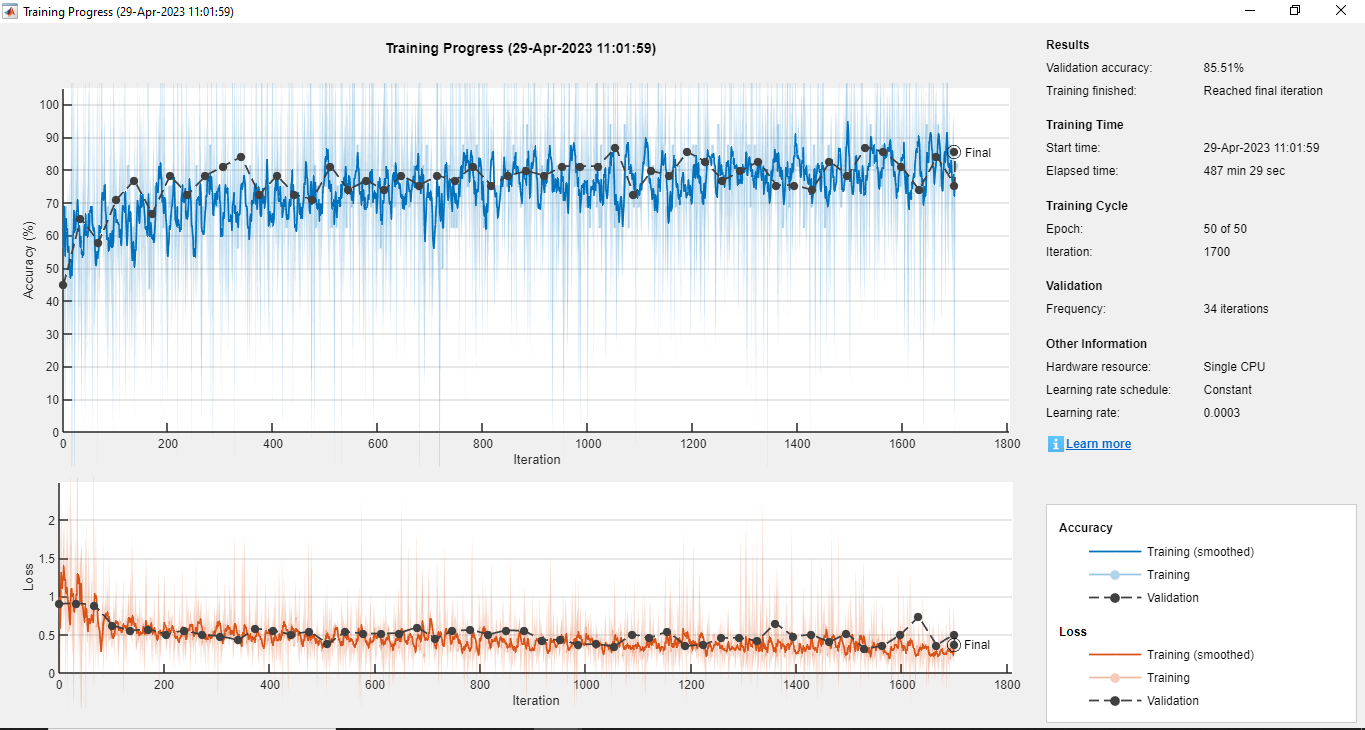 Training Progress (29-Apr-2023 11:01:59)
Training Progress (29-Apr-2023 11:01:59)
Accuracy (%)
100
90
80
70
60
50
40
30
20
10
0
0 200 400 600 800 1000 1200 1400 1600 1800
Iteration
Final
Loss
2
1.5
1
0.5
0
0 200 400 600 800 1000 1200 1400 1600 1800
Iteration
Final
Results
Validation accuracy: 85.51%
Training finished: Reached final iteration
Training Time
Start time: 29-Apr-2023 11:01:59
Elapsed time: 487 min 29 sec
Training Cycle
Epoch: 50 of 50
Iteration: 1700
Validation
Frequency: 34 iterations
Other Information
Hardware resource: Single CPU
Learning rate schedule: Constant
Learning rate: 0.0003
i Learn more
Accuracy
Training (smoothed)
Training
Validation
Loss
Training (smoothed)
Training
Validation